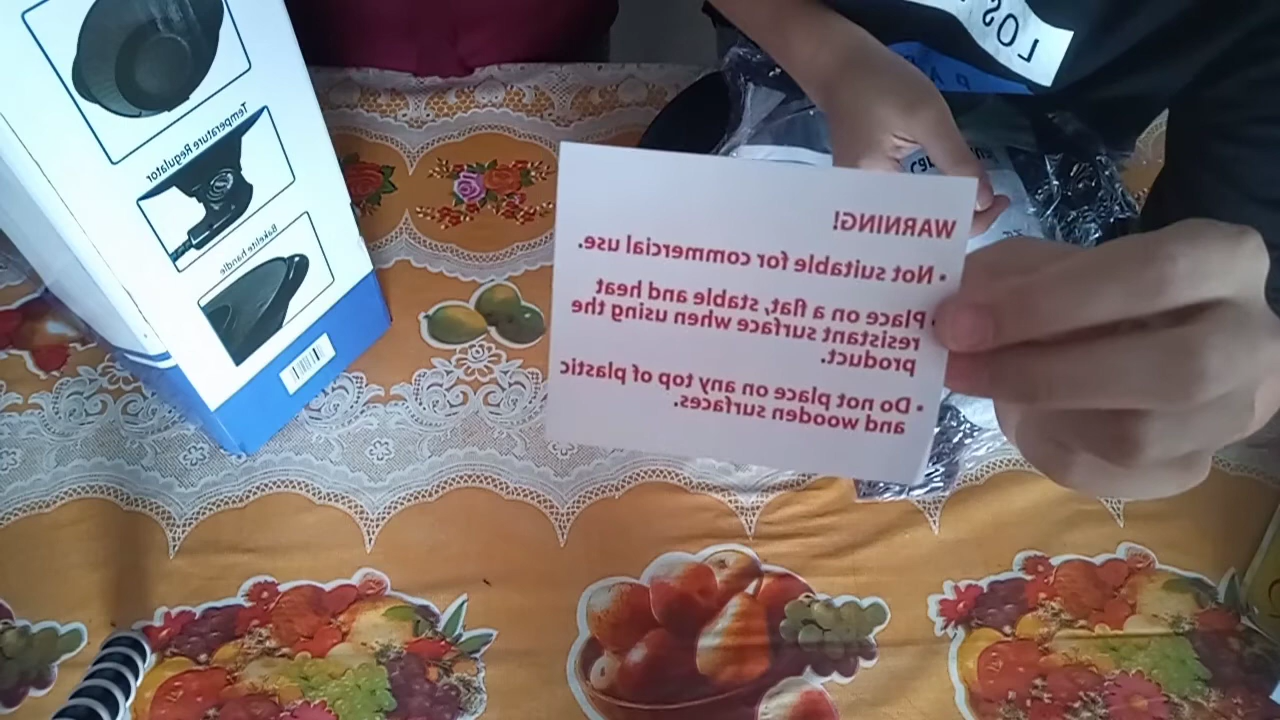 Temperature Regulator
Bakelite handle
LOS
WARNING!
• Not suitable for commercial use.
• Place on a flat, stable and heat
resistant surface when using the
product.
• Do not place on any top of plastic
and wooden surfaces.